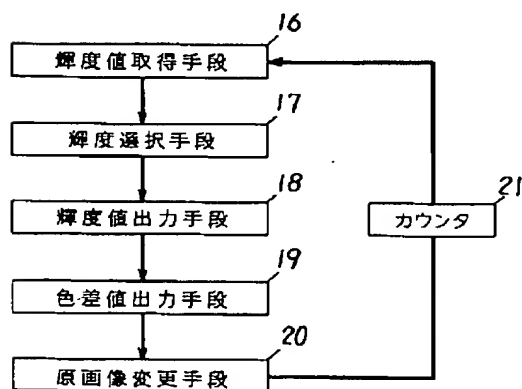 16
輝度値取得手段
17
輝度選択手段
18
輝度値出力手段
19
色差値出力手段
20
原画像変更手段
21
カウンタ